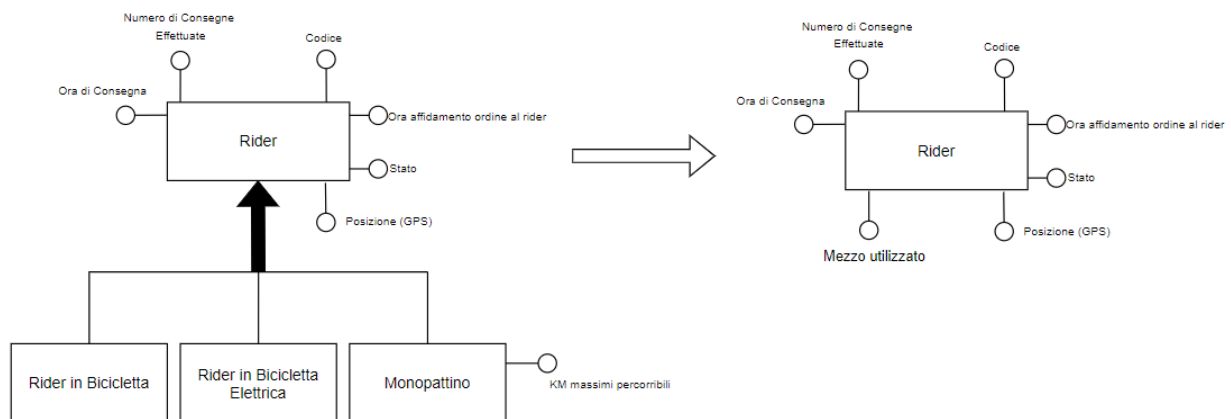 Numero di Consegne
Effettuate
Codice
Ora di Consegna
Ora affidamento ordine al rider
Rider
Stato
Posizione (GPS)
Rider in Bicicletta
Rider in Bicicletta
Elettrica
Monopattino
KM massimi percorribili
Numero di Consegne
Effettuate
Codice
Ora di Consegna
Ora affidamento ordine al rider
Rider
Stato
Posizione (GPS)
Mezzo utilizzato